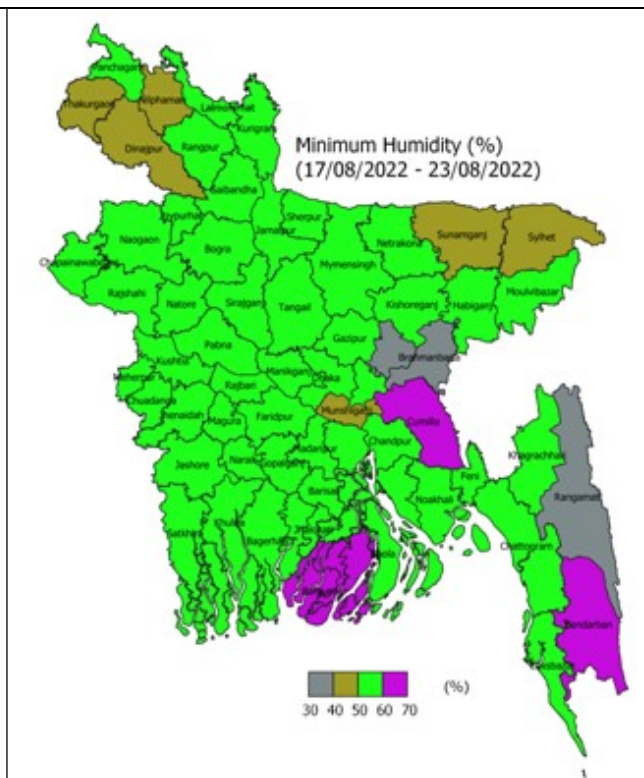 Panchagarh
Thakurgaon
Nilphamari
Lalmonirhat
Kurigram
Dinajpur
Rangpur
Minimum Humidity (%)
(17/08/2022 - 23/08/2022)
Gaibandha
Joypurhat
Sherpur
Jamalpur
Naogaon
Bogra
Netrakona
Sunamganj
Sylhet
Mymensingh
Chapainawabganj
Moulvibazar
Rajshahi
Natore
Sirajganj
Tangail
Kishoreganj
Habiganj
Gazipur
Pabna
Brahmanbaria
Kushtia
Manikganj
Dhaka
Meherpur
Rajbari
Chuadanga
Munshiganj
Jhenaidah
Magura
Faridpur
Cumilla
Chandpur
Madaripur
Khagrachhari
Narail
Gopalganj
Jashore
Feni
Barisal
Noakhali
Rangamati
Khulna
Jhalokati
Satkhira
Bagerhat
Bhola
Chattogram
Bandarban
30 40 50 60 70
(%)